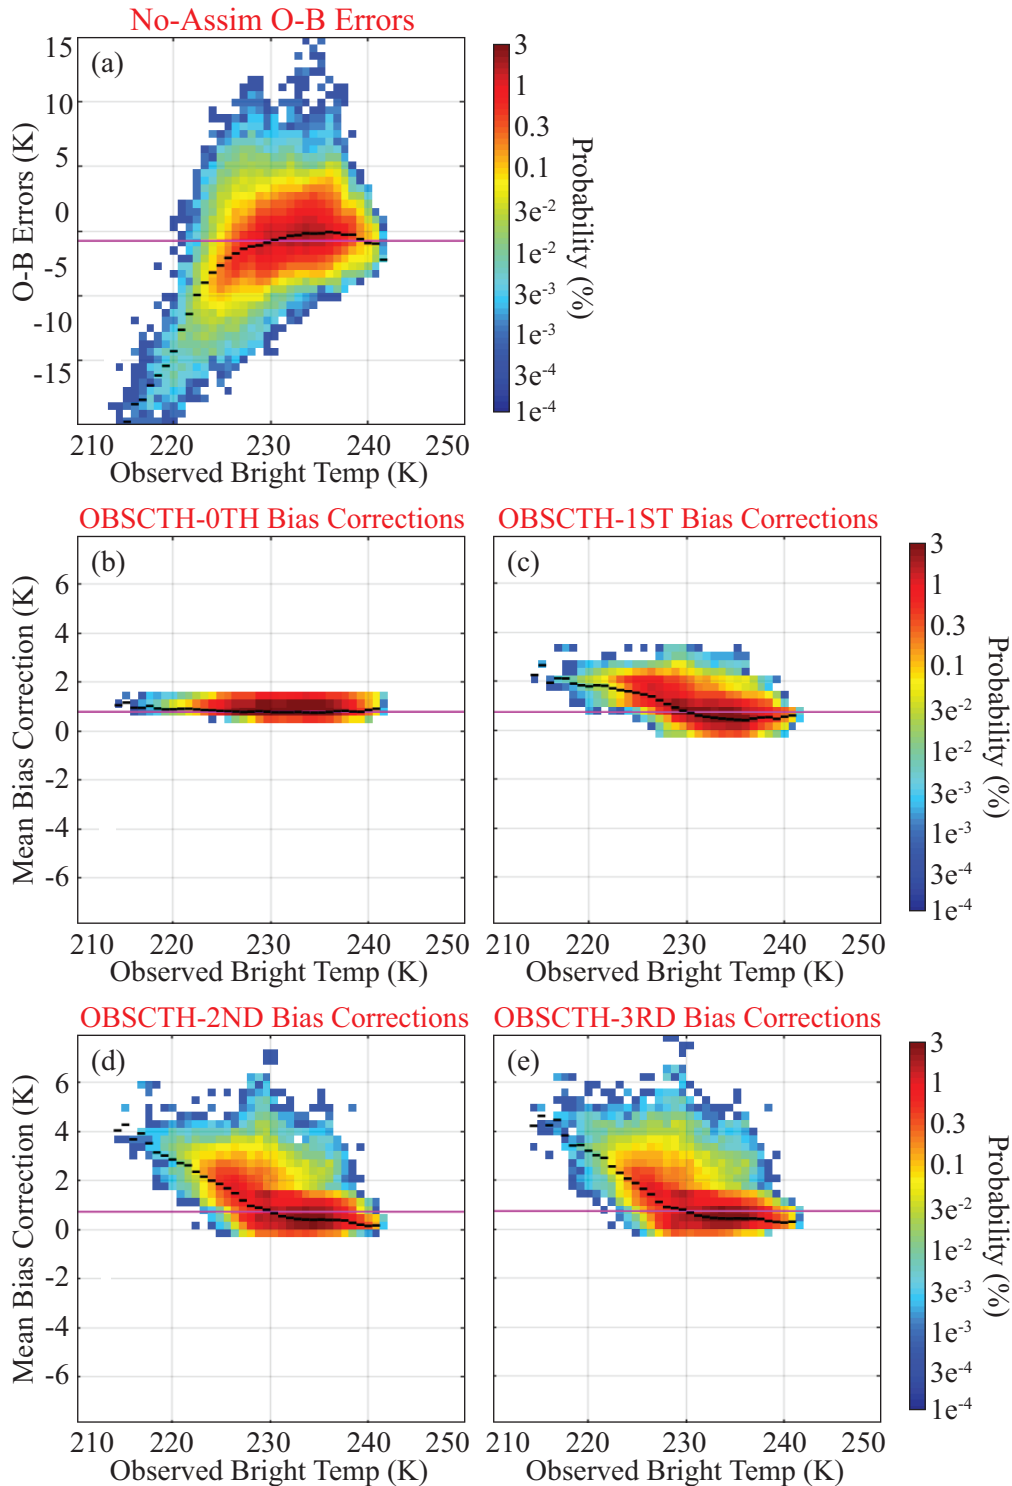 No-Assim O-B Errors
(a)
O-B Errors (K)
15
10
5
0
-5
-10
-15
210 220 230 240 250
Observed Bright Temp (K)
3
1
0.3
0.1
3e-2
1e-2
3e-3
1e-3
3e-4
1e-4
Probability (%)
OBSCTH-0TH Bias Corrections
(b)
Mean Bias Correction (K)
6
4
2
0
-2
-4
-6
210 220 230 240 250
Observed Bright Temp (K)
OBSCTH-1ST Bias Corrections
(c)
210 220 230 240 250
Observed Bright Temp (K)
3
1
0.3
0.1
3e-2
1e-2
3e-3
1e-3
3e-4
1e-4
Probability (%)
OBSCTH-2ND Bias Corrections
(d)
Mean Bias Correction (K)
6
4
2
0
-2
-4
-6
210 220 230 240 250
Observed Bright Temp (K)
OBSCTH-3RD Bias Corrections
(e)
210 220 230 240 250
Observed Bright Temp (K)
3
1
0.3
0.1
3e-2
1e-2
3e-3
1e-3
3e-4
1e-4
Probability (%)